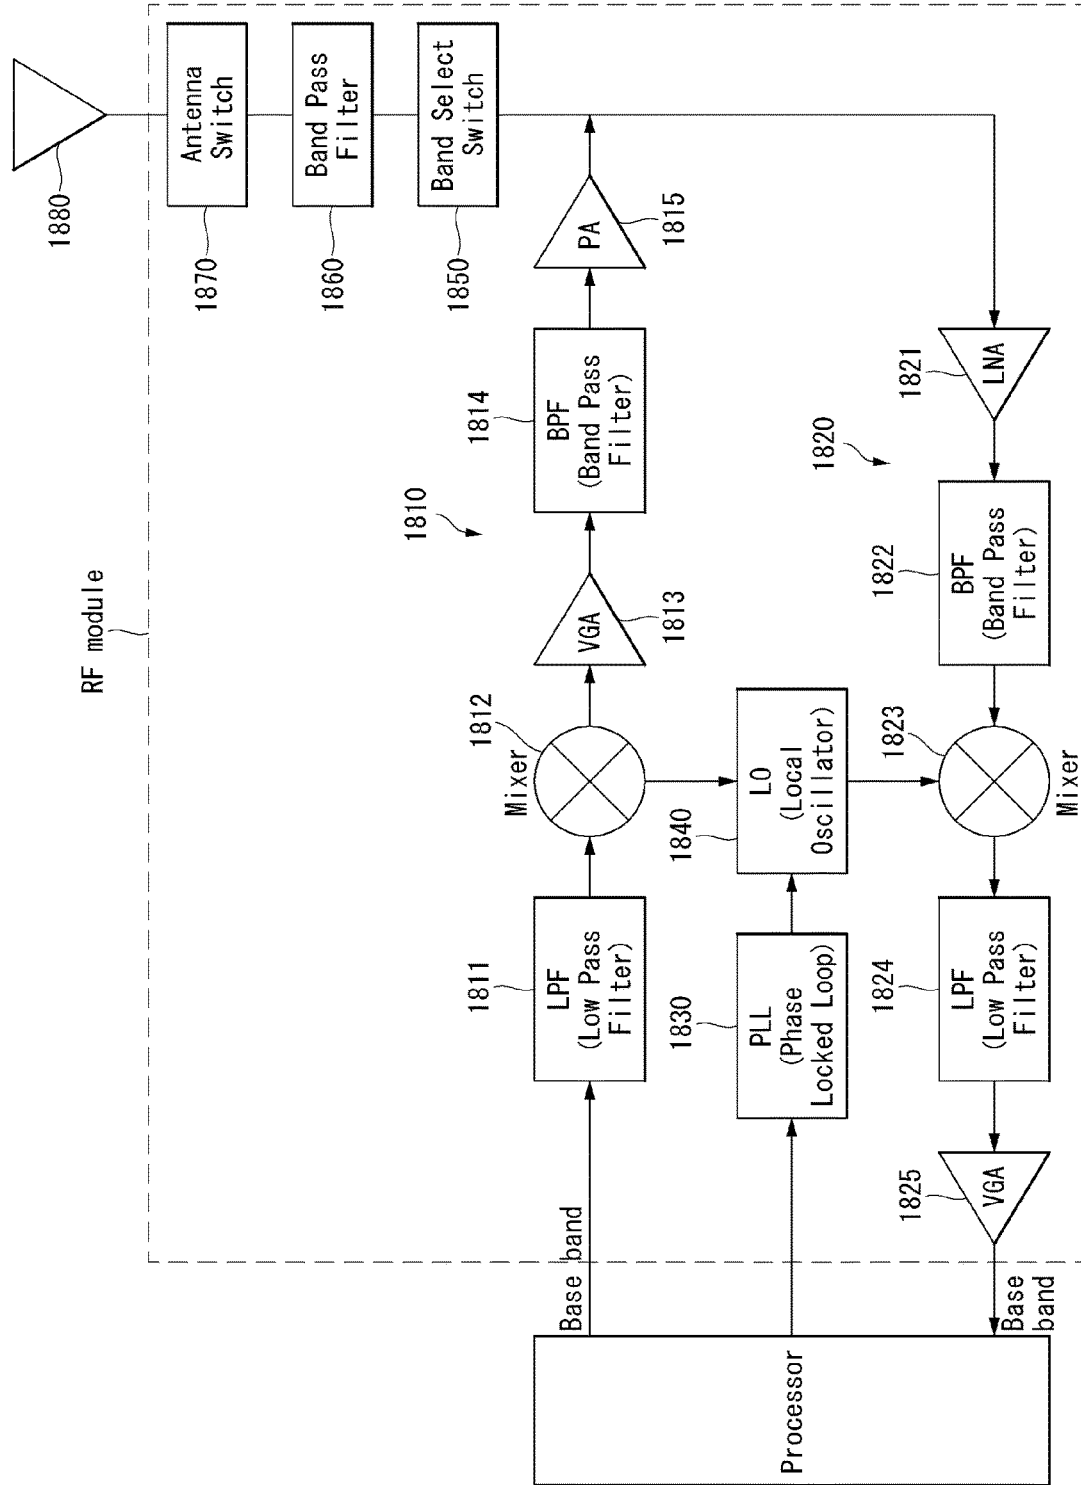 RF module
1880
1870
Antenna
Switch
1860
Band Pass
Filter
1850
Band Select
Switch
1810
Base band
1811
LPF
(Low Pass
Filter)
Mixer
1812
VGA
1813
1814
BPF
(Band Pass
Filter)
PA
1815
Processor
1830
PLL
(Phase
Locked Loop)
1840
LO
(Local
Oscillator)
1820
Base
band
1825
VGA
1824
LPF
(Low Pass
Filter)
1823
Mixer
1822
BPF
(Band Pass
Filter)
1821
LNA